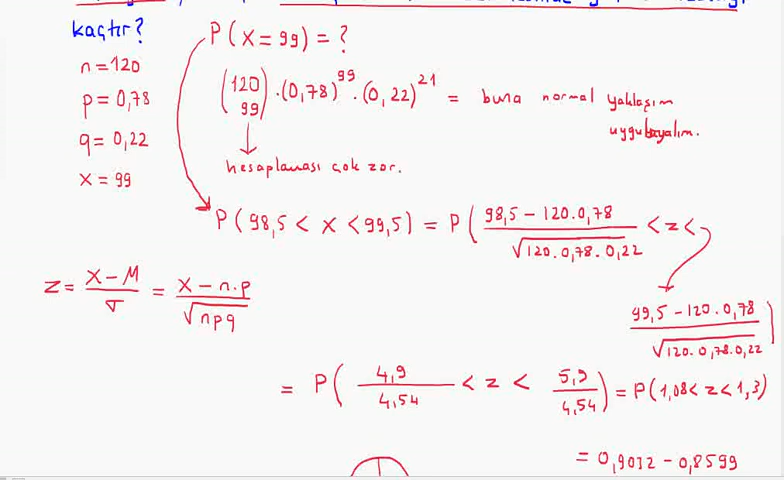 kaçtır?
P(x=99) = ?
n=120
p=0,78
q=0,22
x=99
(120 99) . (0,78)^99 . (0,22)^21 = buna normal yaklaşım
uygulayalım.
hesaplanması çok zor.
P(98,5 < x < 99,5) = P( 98,5 - 120.0,78 / √120.0,78.0,22 < z <
99,5 - 120.0,78 / √120.0,78.0,22 )
z = x-M / σ = x-n.p / √npq
= P( 4,9 / 4,54 < z < 5,9 / 4,54 ) = P(1,08 < z < 1,3)
= 0,9032 - 0,8599